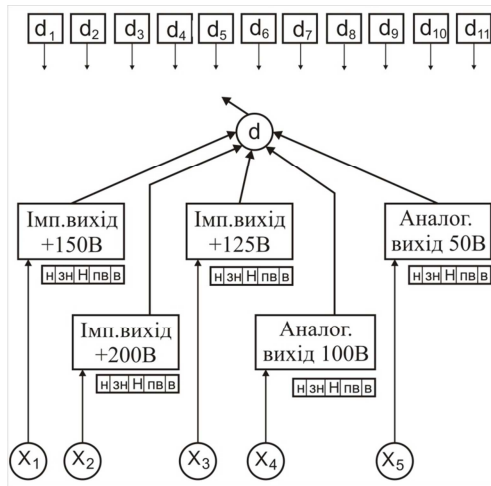 d₁ d₂ d₃ d₄ d₅ d₆ d₇ d₈ d₉ d₁₀ d₁₁
d
Імп.вихід
+150В
н зн Н пв в
Імп.вихід
+125В
н зн Н пв в
Аналог.
вихід 50В
н зн Н пв в
Імп.вихід
+200В
н зн Н пв в
Аналог.
вихід 100В
н зн Н пв в
X₁ X₂ X₃ X₄ X₅